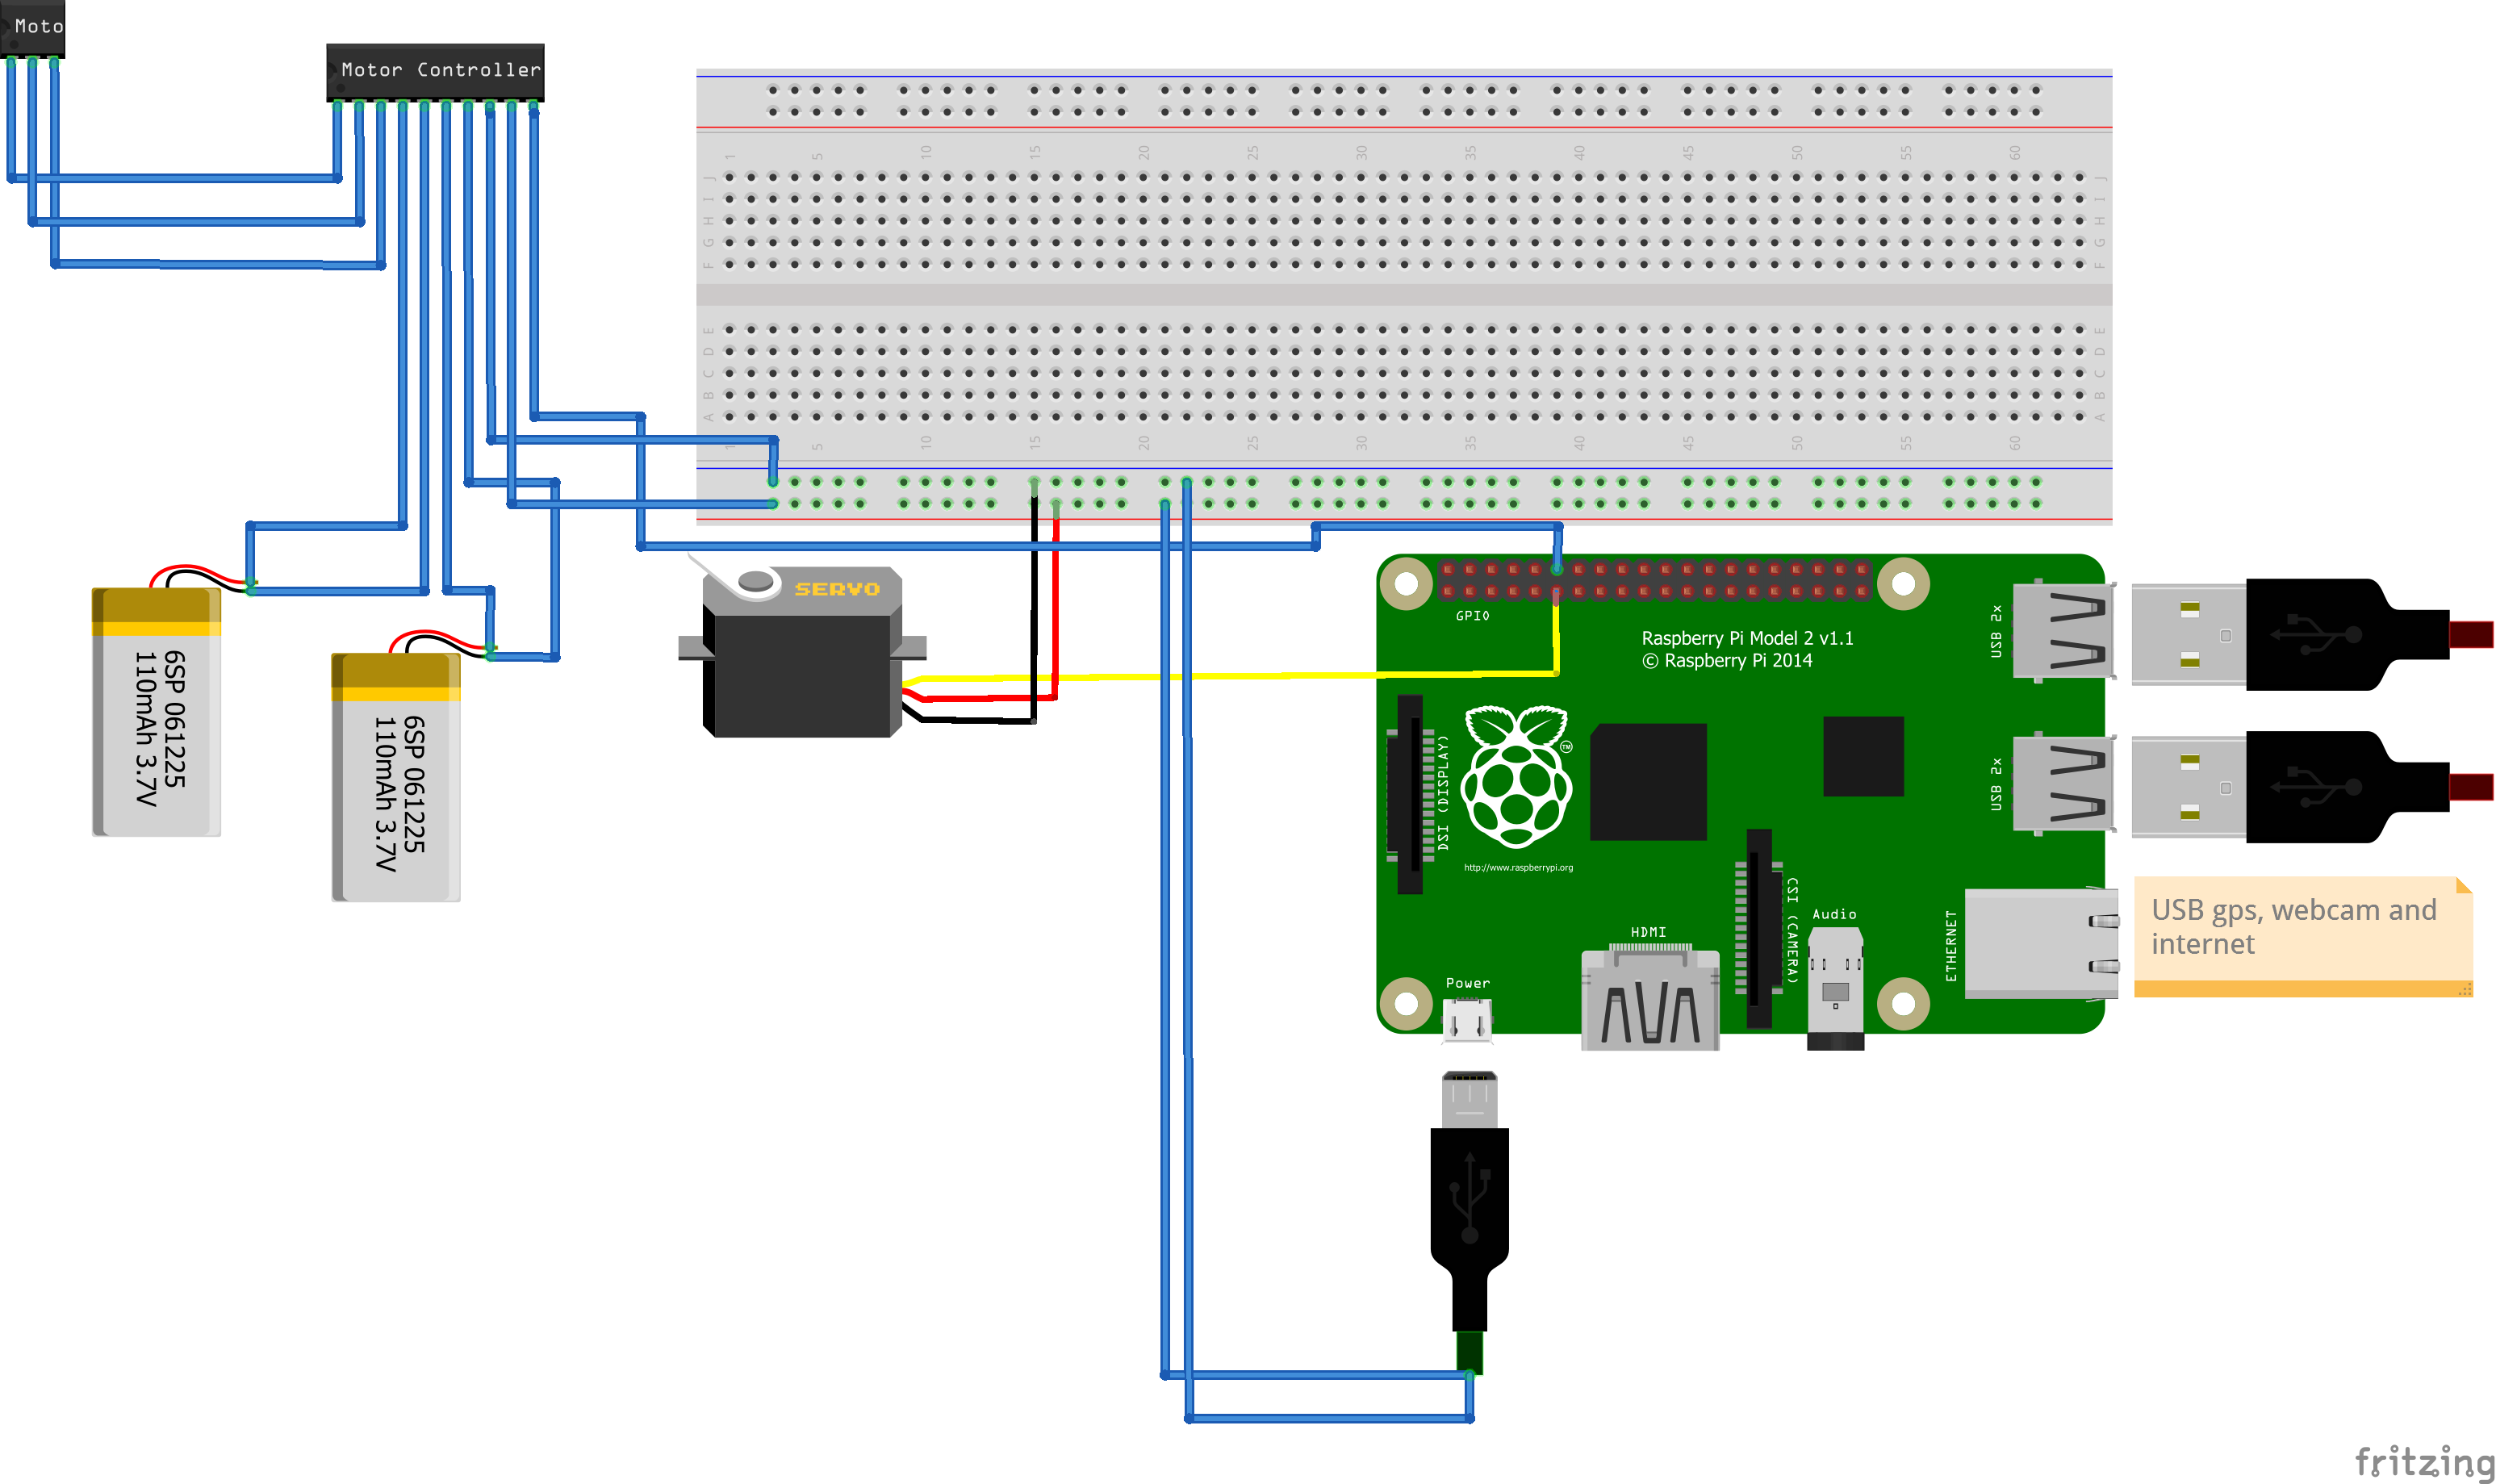 Moto
Motor Controller
1 5 10 15 20 25 30 35 40 45 50 55 60
J J
I I
H H
G G
F F
E E
D D
C C
B B
A A
1 5 10 15 20 25 30 35 40 45 50 55 60
SERVO
6SP 061225
110mAh 3.7V
6SP 061225
110mAh 3.7V
GPIO
Raspberry Pi Model 2 v1.1
© Raspberry Pi 2014
USB 2x
USB 2x
DSI (DISPLAY)
TM
http://www.raspberrypi.org
CSI (CAMERA)
Audio
HDMI
ETHERNET
Power
USB gps, webcam and
internet
fritzing